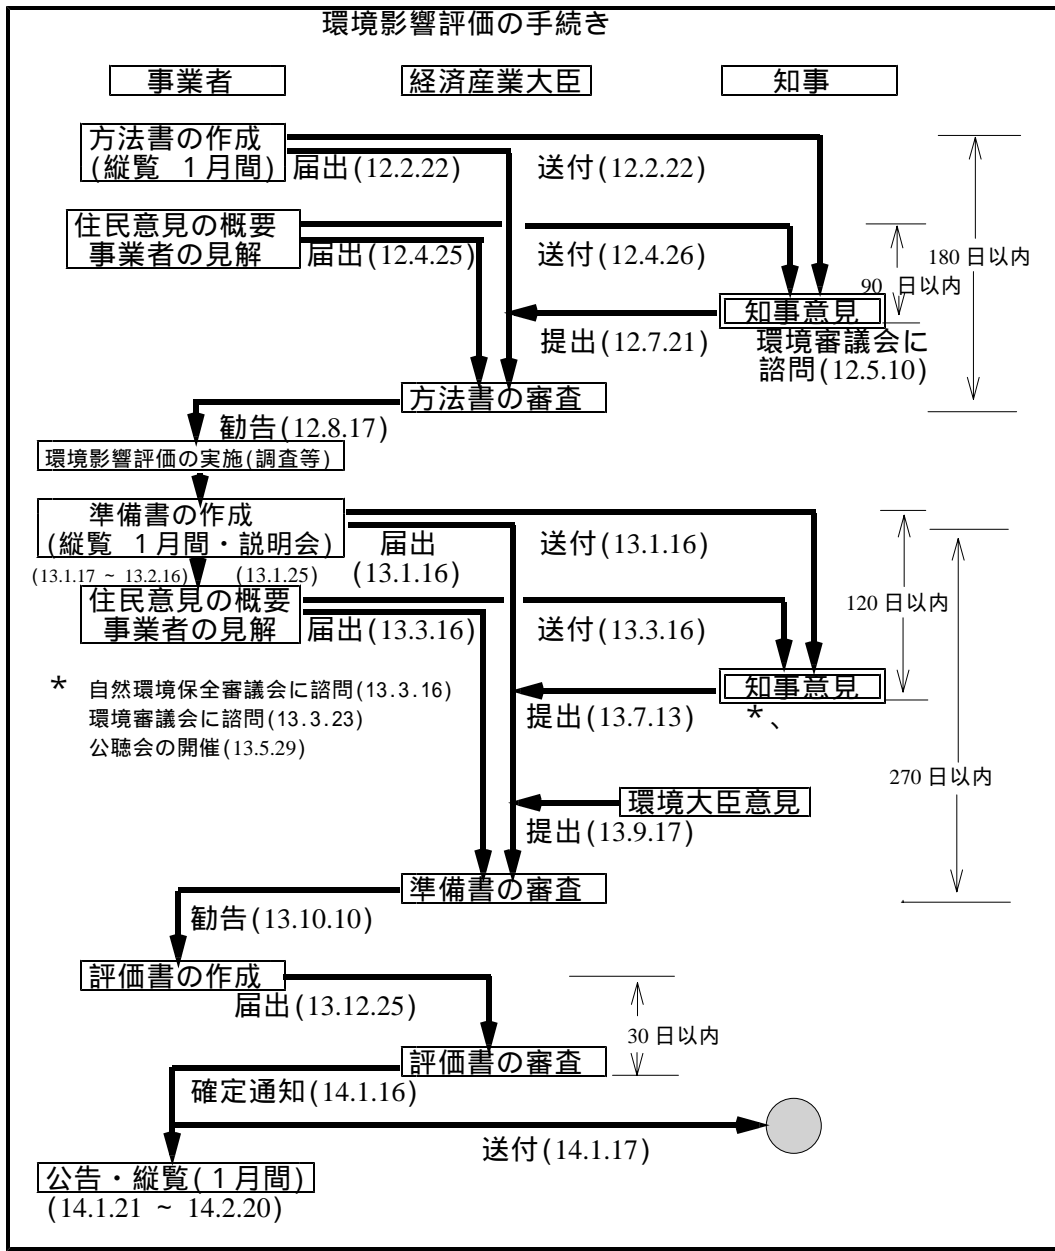 環境影響評価の手続き
事業者
経済産業大臣
知事
方法書の作成
(縦覧 1月間)
届出(12.2.22)
送付(12.2.22)
住民意見の概要
事業者の見解
届出(12.4.25)
送付(12.4.26)
180日以内
90 日以内
知事意見
提出(12.7.21)
環境審議会に
諮問(12.5.10)
方法書の審査
勧告(12.8.17)
環境影響評価の実施(調査等)
準備書の作成
(縦覧 1月間・説明会)
(13.1.17 ~ 13.2.16)
(13.1.25)
届出
(13.1.16)
送付(13.1.16)
住民意見の概要
事業者の見解
届出(13.3.16)
送付(13.3.16)
120日以内
* 自然環境保全審議会に諮問(13.3.16)
環境審議会に諮問(13.3.23)
公聴会の開催(13.5.29)
知事意見
提出(13.7.13)
*、
270日以内
環境大臣意見
提出(13.9.17)
準備書の審査
勧告(13.10.10)
評価書の作成
届出(13.12.25)
30日以内
評価書の審査
確定通知(14.1.16)
送付(14.1.17)
公告・縦覧(1月間)
(14.1.21 ~ 14.2.20)